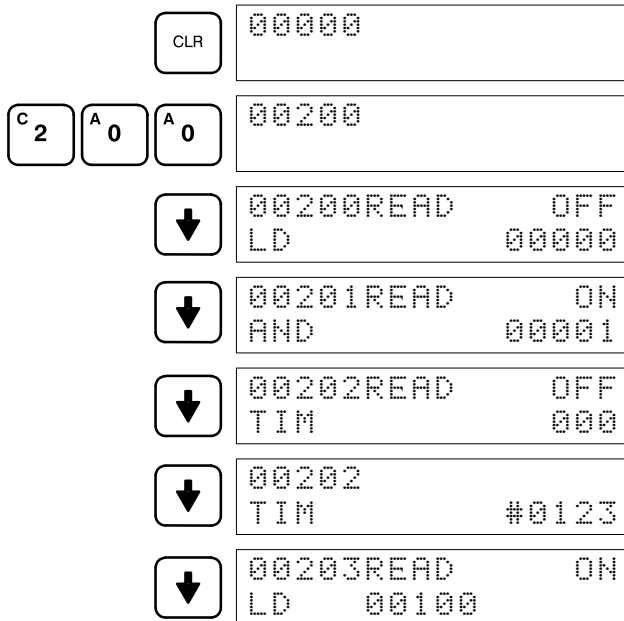 CLR
00000
C 2 A 0 A 0
00200
00200READ OFF
LD 00000
00201READ ON
AND 00001
00202READ OFF
TIM 000
00202
TIM #0123
00203READ ON
LD 00100